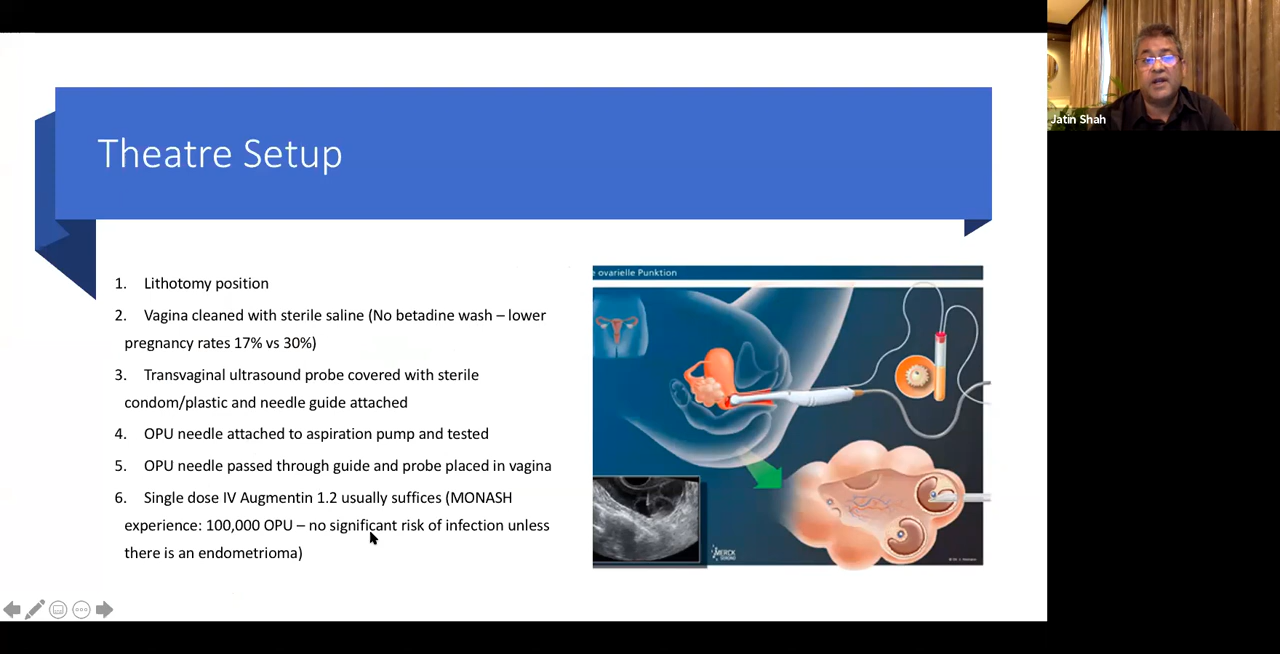 Jatin Shah
Theatre Setup
1. Lithotomy position
2. Vagina cleaned with sterile saline (No betadine wash – lower
pregnancy rates 17% vs 30%)
3. Transvaginal ultrasound probe covered with sterile
condom/plastic and needle guide attached
4. OPU needle attached to aspiration pump and tested
5. OPU needle passed through guide and probe placed in vagina
6. Single dose IV Augmentin 1.2 usually suffices (MONASH
experience: 100,000 OPU – no significant risk of infection unless
there is an endometrioma)
e ovarielle Punktion
MERCK
SERONO